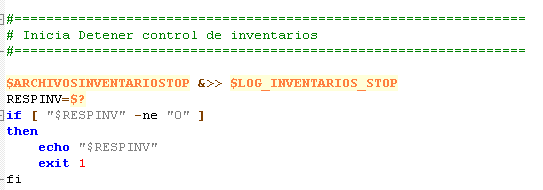 #================================================================
# Inicia Detener control de inventarios
#================================================================
$ARCHIVOSINVENTARIOSTOP &>> $LOG_INVENTARIOS_STOP
RESPINV=$?
if [ "$RESPINV" -ne "0" ]
then
    echo "$RESPINV"
    exit 1
fi